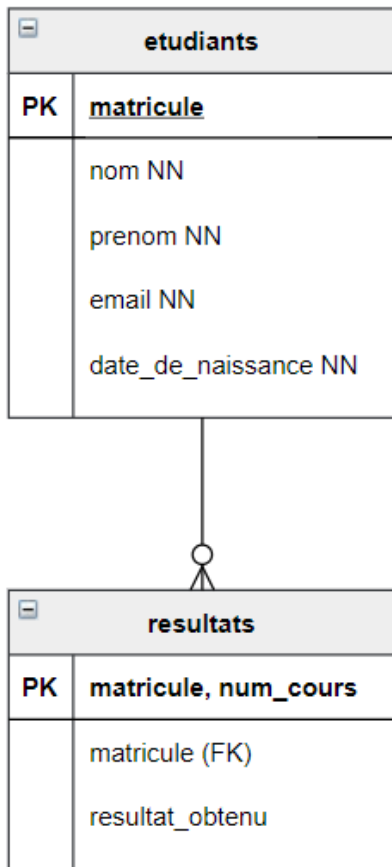 etudiants
PK matricule
nom NN
prenom NN
email NN
date_de_naissance NN
resultats
PK matricule, num_cours
matricule (FK)
resultat_obtenu